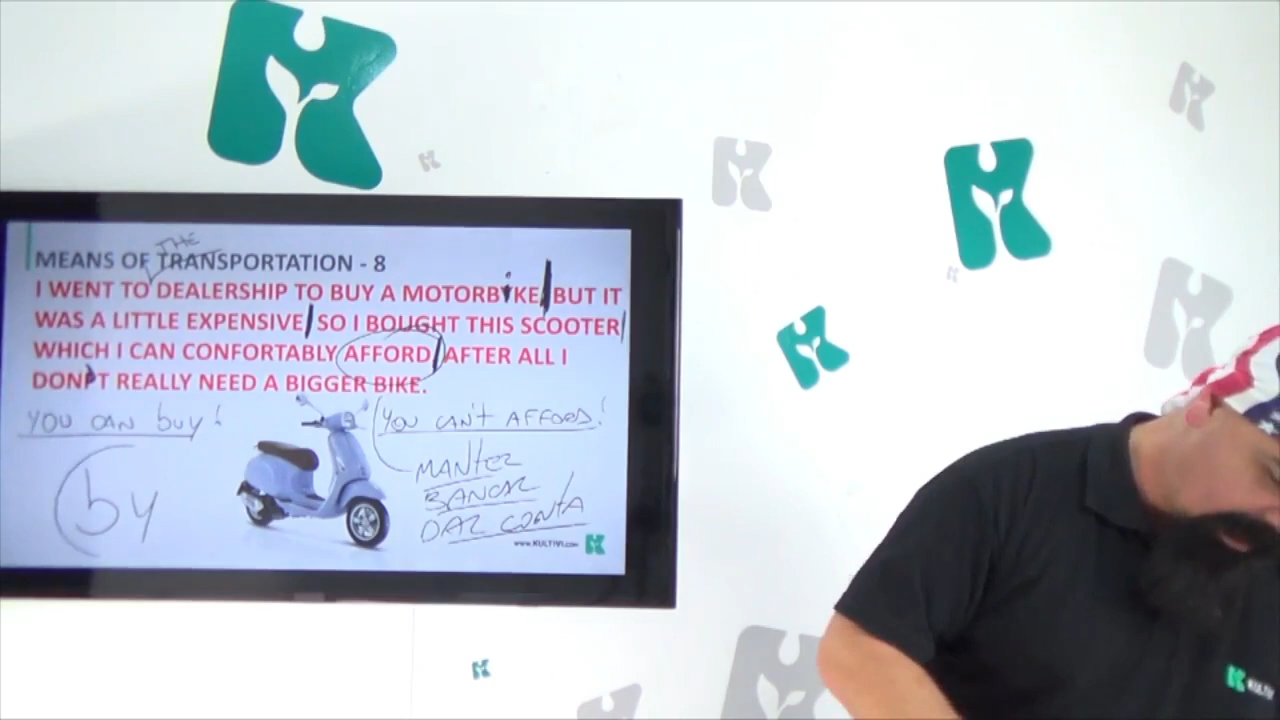 THE
MEANS OF TRANSPORTATION - 8
I WENT TO DEALERSHIP TO BUY A MOTORBIKE BUT IT
WAS A LITTLE EXPENSIVE SO I BOUGHT THIS SCOOTER
WHICH I CAN CONFORTABLY AFFORD AFTER ALL I
DON'T REALLY NEED A BIGGER BIKE.
YOU CAN BUY!
YOU CAN'T AFFORD!
by
MANTER
BANCAR
DAR CONTA
www.KULTIVI.com